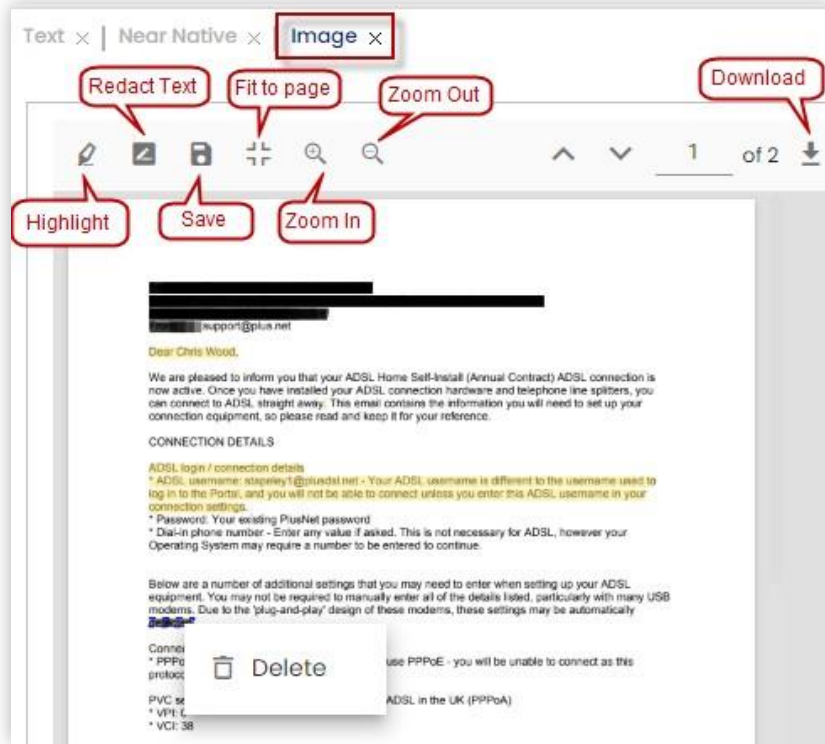 Text × | Near Native × | Image ×
Redact Text
Fit to page
Zoom Out
Download
1 of 2
Highlight
Save
Zoom In
support@plus.net
Dear Chris Wood,
We are pleased to inform you that your ADSL Home Self-Install (Annual Contract) ADSL connection is
now active. Once you have installed your ADSL connection hardware and telephone line splitters, you
can connect to ADSL straight away. This email contains the information you will need to set up your
connection equipment, so please read and keep it for your reference.
CONNECTION DETAILS
ADSL login / connection details
* ADSL username: stapeley1@plusdsl.net - Your ADSL username is different to the username used to
log in to the Portal, and you will not be able to connect unless you enter this ADSL username in your
connection settings.
* Password: Your existing PlusNet password
* Dial-in phone number - Enter any value if asked. This is not necessary for ADSL, however your
Operating System may require a number to be entered to continue.
Below are a number of additional settings that you may need to enter when setting up your ADSL
equipment. You may not be required to manually enter all of the details listed, particularly with many USB
modems. Due to the 'plug-and-play' design of these modems, these settings may be automatically
Delete
use PPPoE - you will be unable to connect as this
PVC ADSL in the UK (PPPoA)
* VPI:
* VCI: 38